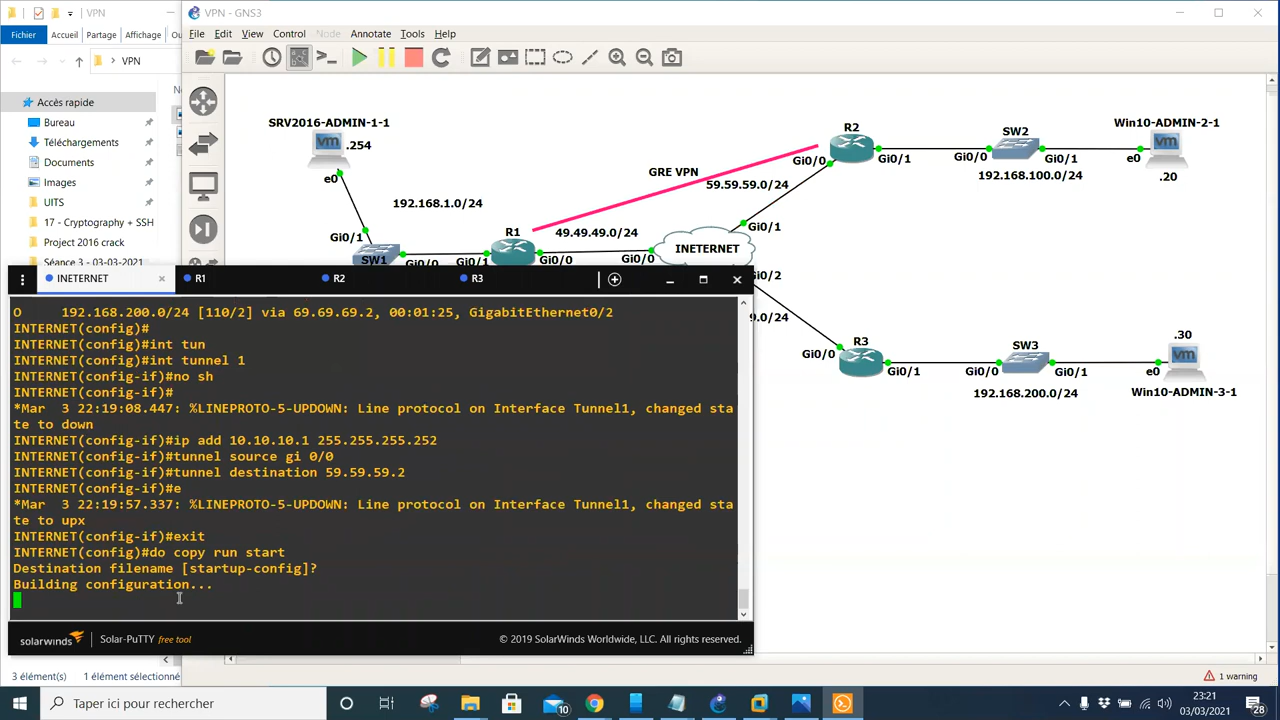 VPN
Fichier
Accueil
Partage
Affichage
VPN
Accès rapide
Bureau
Téléchargements
Documents
Images
UITS
17 - Cryptography + SSH
Project 2016 crack
Séance 3 - 03-03-2021
3 élément(s)
1 élément sélectionné
VPN - GNS3
File Edit View Control Node Annotate Tools Help
SRV2016-ADMIN-1-1
.254
e0
192.168.1.0/24
Gi0/1
SW1
Gi0/0
Gi0/1
R1
Gi0/0
49.49.49.0/24
Gi0/0
GRE VPN
59.59.59.0/24
INETERNET
Gi0/1
Gi0/0
R2
Gi0/1
Gi0/0
SW2
Gi0/1
192.168.100.0/24
Win10-ADMIN-2-1
e0
.20
i0/2
9.0/24
Gi0/0
R3
Gi0/1
Gi0/0
SW3
Gi0/1
192.168.200.0/24
.30
e0
Win10-ADMIN-3-1
INETERNET
R1
R2
R3
O 192.168.200.0/24 [110/2] via 69.69.69.2, 00:01:25, GigabitEthernet0/2
INTERNET(config)#
INTERNET(config)#int tun
INTERNET(config)#int tunnel 1
INTERNET(config-if)#no sh
INTERNET(config-if)#
*Mar 3 22:19:08.447: %LINEPROTO-5-UPDOWN: Line protocol on Interface Tunnel1, changed sta
te to down
INTERNET(config-if)#ip add 10.10.10.1 255.255.255.252
INTERNET(config-if)#tunnel source gi 0/0
INTERNET(config-if)#tunnel destination 59.59.59.2
INTERNET(config-if)#e
*Mar 3 22:19:57.337: %LINEPROTO-5-UPDOWN: Line protocol on Interface Tunnel1, changed sta
te to upx
INTERNET(config-if)#exit
INTERNET(config)#do copy run start
Destination filename [startup-config]?
Building configuration...
solarwinds
Solar-PuTTY free tool
© 2019 SolarWinds Worldwide, LLC. All rights reserved.
1 warning
Taper ici pour rechercher
10
23:21
03/03/2021
28